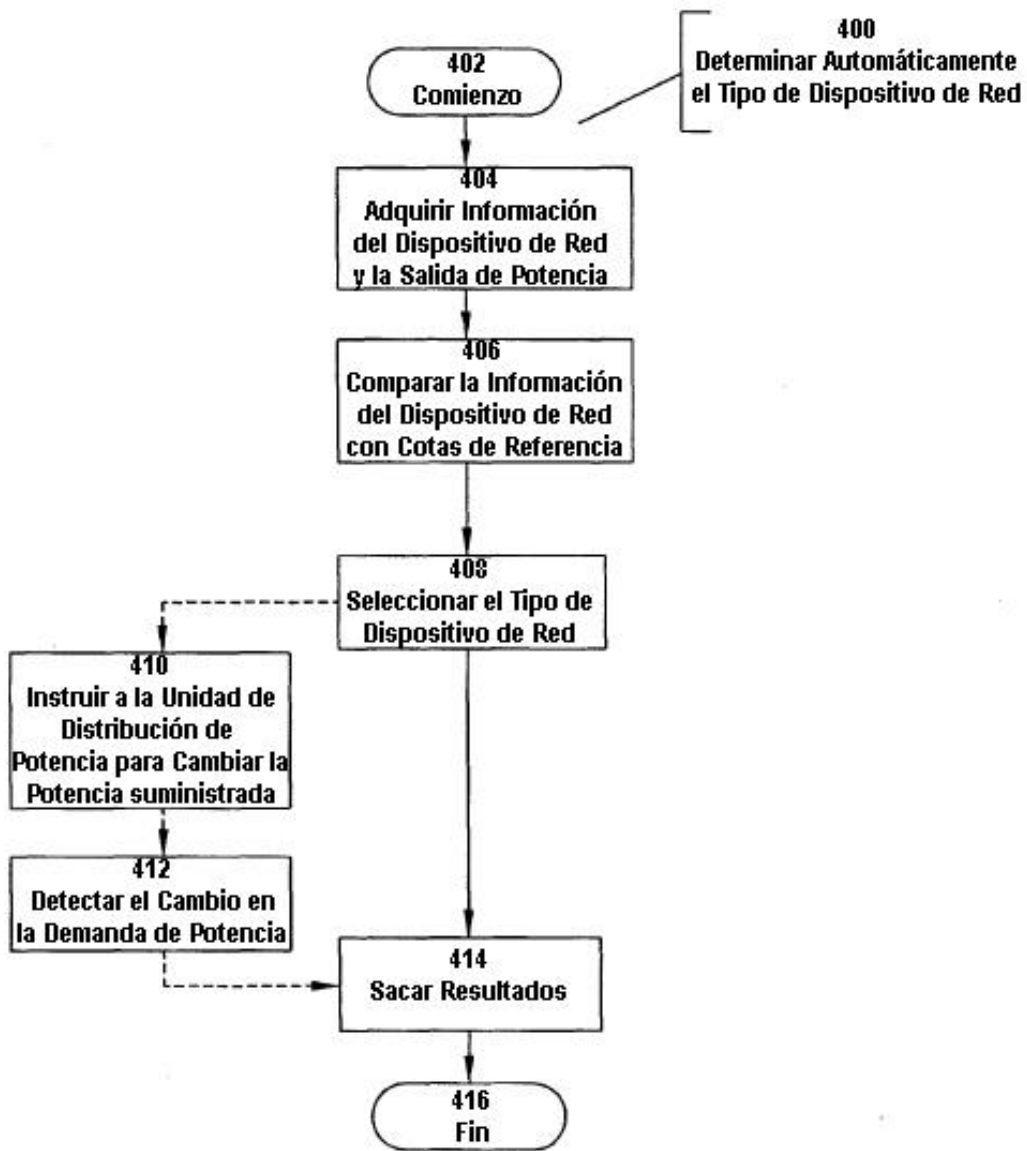 400
Determinar Automáticamente
el Tipo de Dispositivo de Red
402
Comienzo
404
Adquirir Información
del Dispositivo de Red
y la Salida de Potencia
406
Comparar la Información
del Dispositivo de Red
con Cotas de Referencia
408
Seleccionar el Tipo de
Dispositivo de Red
410
Instruir a la Unidad de
Distribución de
Potencia para Cambiar la
Potencia suministrada
412
Detectar el Cambio en
la Demanda de Potencia
414
Sacar Resultados
416
Fin